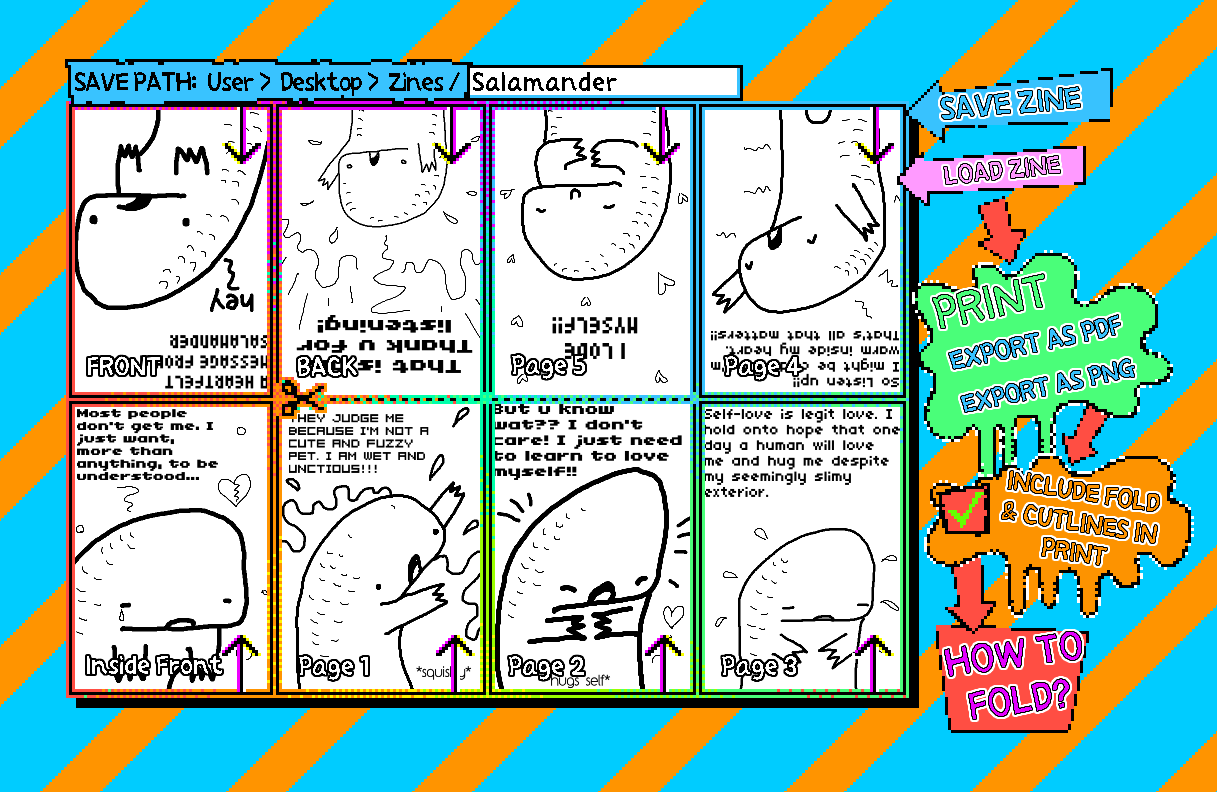 SAVE PATH: User > Desktop > Zines /
Salamander
SAVE ZINE
LOAD ZINE
PRINT
EXPORT AS PDF
EXPORT AS PNG
INCLUDE FOLD
& CUTLINES IN
PRINT
HOW TO
FOLD?
hey
A HEARTFELT
MESSAGE FROM
SALAMANDER
FRONT
That is
Thank u for
listening!
BACK
I LOVE
MYSELF!!
Page 5
So listen up!!
I might be
worm inside my heart.
That's all that matters!!
Page 4
Most people
don't get me. I
just want,
more than
anything, to be
understood...
Inside Front
THEY JUDGE ME
BECAUSE I'M NOT A
CUTE AND FUZZY
PET. I AM WET AND
UNCTIOUS!!!
*squish
Page 1
But u know
wat?? I don't
care! I just need
to learn to love
myself!!
Page 2
*hugs self*
Self-love is legit love. I
hold onto hope that one
day a human will love
me and hug me despite
my seemingly slimy
exterior.
Page 3